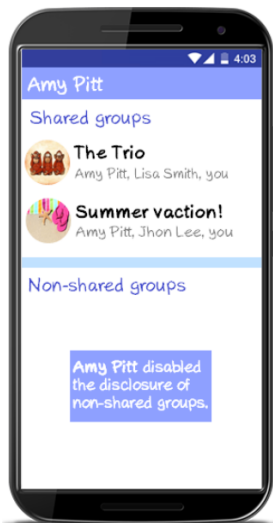 4:03
Amy Pitt
Shared groups
The Trio
Amy Pitt, Lisa Smith, you
Summer vaction!
Amy Pitt, Jhon Lee, you
Non-shared groups
Amy Pitt disabled
the disclosure of
non-shared groups.